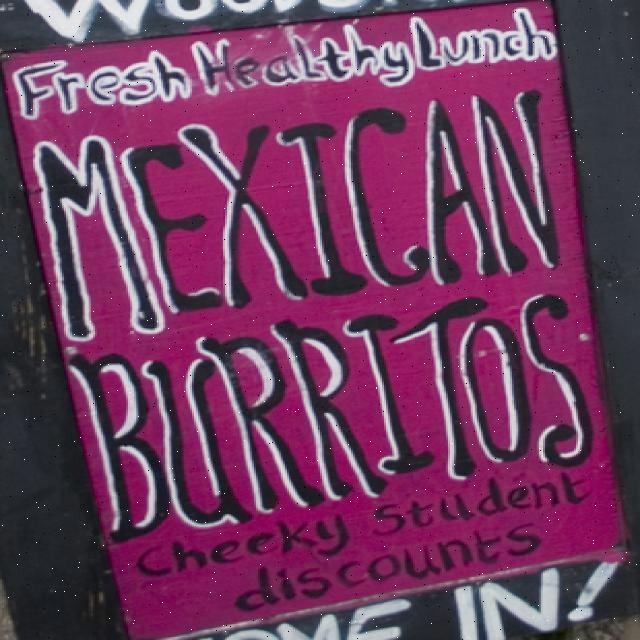 Fresh Healthy Lunch
MEXICAN
BURRITOS
Cheeky Student
discounts
IN!